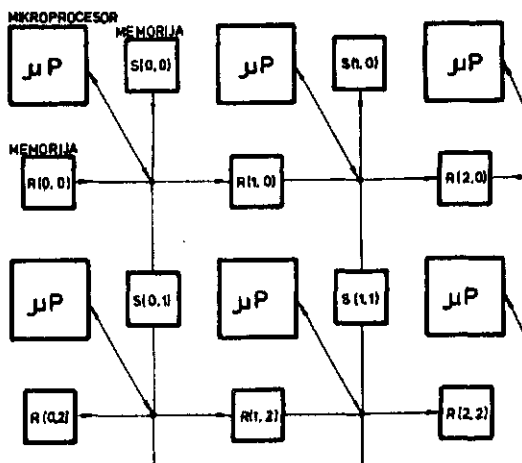 MIKROPROCESOR
MEMORIJA
μP
S(0,0)
μP
S(1,0)
μP
MEMORIJA
R(0,0)
R(1,0)
R(2,0)
μP
S(0,1)
μP
S(1,1)
μP
R(0,2)
R(1,2)
R(2,2)